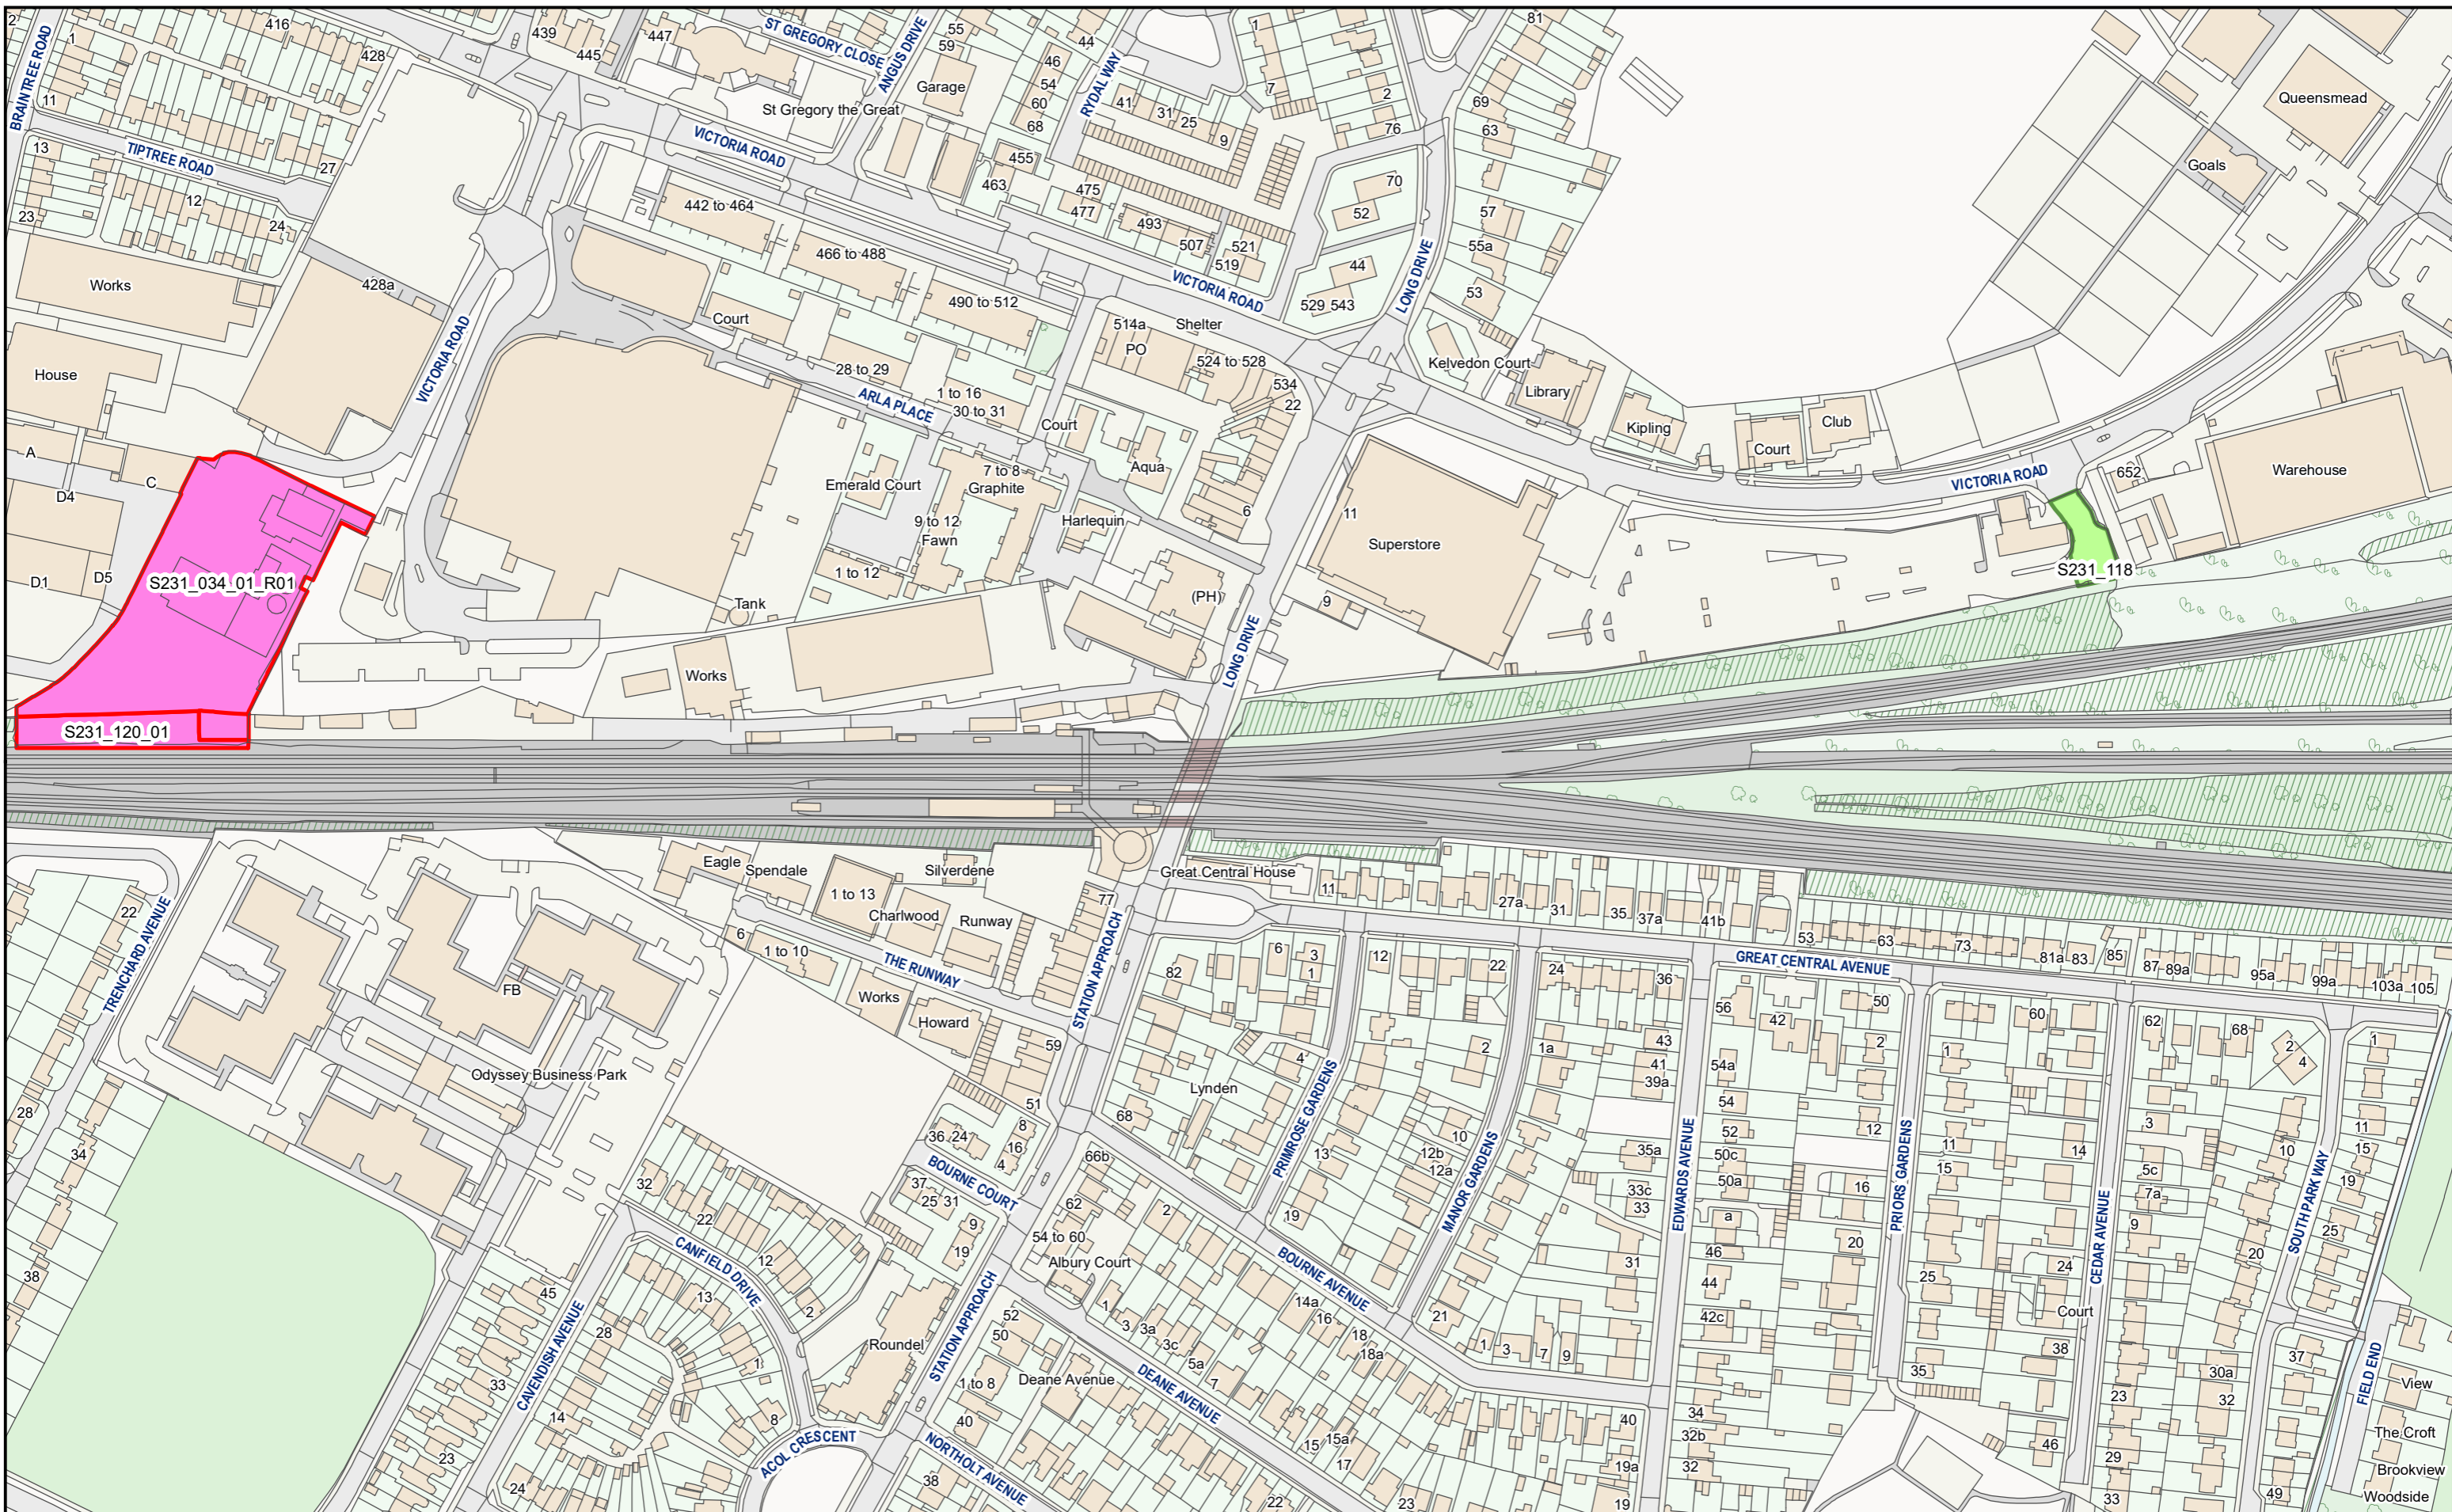 2
416
439
ST GREGORY CLOSE
55
44
1
81
BRAINTREE ROAD
1
428
445
447
59
46
ANGUS DRIVE
Garage
54
RYDAL WAY
7
2
69
Queensmead
11
St Gregory the Great
60
41
31
25
68
9
76
63
13
TIPTREE ROAD
27
VICTORIA ROAD
455
463
475
70
Goals
23
12
24
442 to 464
477
493
52
57
507
521
519
55a
466 to 488
LONG DRIVE
44
Works
428a
490 to 512
VICTORIA ROAD
529
543
53
Court
514a
Shelter
VICTORIA ROAD
PO
524 to 528
Kelvedon Court
House
28 to 29
1 to 16
ARLA PLACE
30 to 31
534
22
Library
Court
Kipling
Court
Club
A
C
D4
7 to 8
Graphite
Aqua
Emerald Court
VICTORIA ROAD
652
Warehouse
9 to 12
Fawn
Harlequin
6
11
Superstore
D1
D5
S231_034_01_R01
1 to 12
Tank
(PH)
9
S231_118
LONG DRIVE
Works
S231_120_01
Eagle
Spendale
Silverdene
Great Central House
11
22
1 to 13
Charlwood
Runway
77
27a
31
35
37a
41b
TRENCHARD AVENUE
6
1 to 10
THE RUNWAY
STATION APPROACH
53
63
73
81a
83
85
87
89a
95a
99a
103a
105
GREAT CENTRAL AVENUE
82
6
3
1
12
22
24
36
FB
Works
Howard
56
42
50
60
62
68
59
4
2
1a
43
41
39a
2
1
2
4
1
Odyssey Business Park
Lynden
54a
28
51
68
PRIMROSE GARDENS
54
34
36
24
8
16
4
66b
10
12b
12a
13
MANOR GARDENS
EDWARDS AVENUE
52
50c
50a
35a
12
PRIORS GARDENS
11
15
14
3
5c
7a
10
11
15
SOUTH PARK WAY
BOURNE COURT
32
37
25
31
62
2
19
33c
33
a
16
CEDAR AVENUE
19
22
9
19
54 to 60
Albury Court
BOURNE AVENUE
46
20
9
20
25
38
CANFIELD DRIVE
12
31
44
25
24
45
13
2
STATION APPROACH
1
3
3a
3c
5a
7
14a
16
18
18a
21
42c
Court
CAVENDISH AVENUE
28
1
Roundel
52
50
1
3
7
9
38
37
FIELD END
33
1 to 8
Deane Avenue
DEANE AVENUE
35
30a
32
View
14
8
40
15
15a
17
40
34
32b
23
The Croft
23
24
ACOL CRESCENT
NORTHOLT AVENUE
38
22
23
19a
19
32
46
29
33
49
Brookview
Woodside